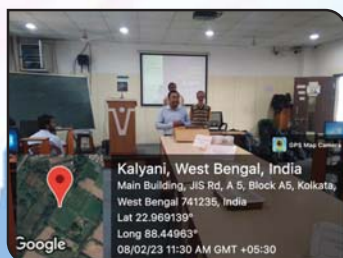 GPS Map Camera
Kalyani, West Bengal, India
Main Building, JIS Rd, A 5, Block A5, Kolkata,
West Bengal 741235, India
Lat 22.969139°
Long 88.44963°
08/02/23 11:30 AM GMT +05:30
Google